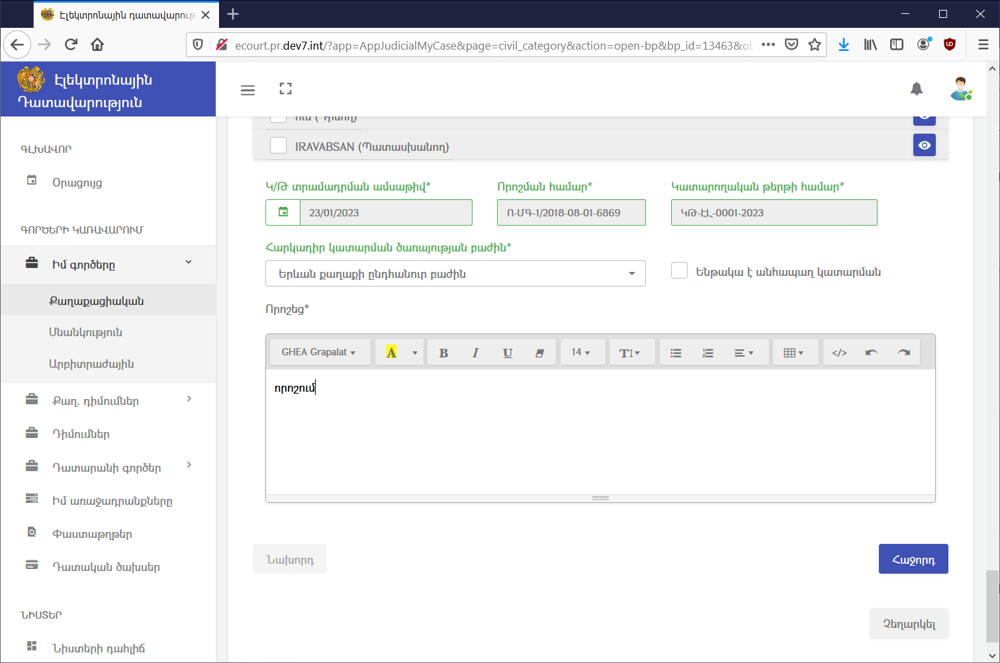 Էլեկտրոնային դատավարութ
ecourt.pr.dev7.int/?app=AppJudicialMyCase&page=civil_category&action=open-bp&bp_id=13463&ob
Էլեկտրոնային
Դատավարություն
ԳԼԽԱՎՈՐ
Օրացույց
ԳՈՐԾԵՐԻ ԿԱՌԱՎԱՐՈՒՄ
Իմ գործերը
Քաղաքացիական
Սնանկություն
Արբիտրաժային
Քաղ. դիմումներ
Դիմումներ
Դատարանի գործեր
Իմ առաջադրանքները
Փաստաթղթեր
Դատական ծախսեր
ՆԻՍՏԵՐ
Նիստերի դահլիճ
IRAVABSAN (Պատասխանող)
Կ/Թ տրամադրման ամսաթիվ*
Որոշման համար*
Կատարողական թերթի համար*
23/01/2023
Ո-ՄԳ-1/2018-08-01-6869
ԿԹ-ԷԼ-0001-2023
Հարկադիր կատարման ծառայության բաժին*
Երևան քաղաքի ընդհանուր բաժին
Ենթակա է անհապաղ կատարման
Որոշեց*
GHEA Grapalat
A
B
I
U
14
T
</>
որոշում
Նախորդ
Հաջորդ
Չեղարկել